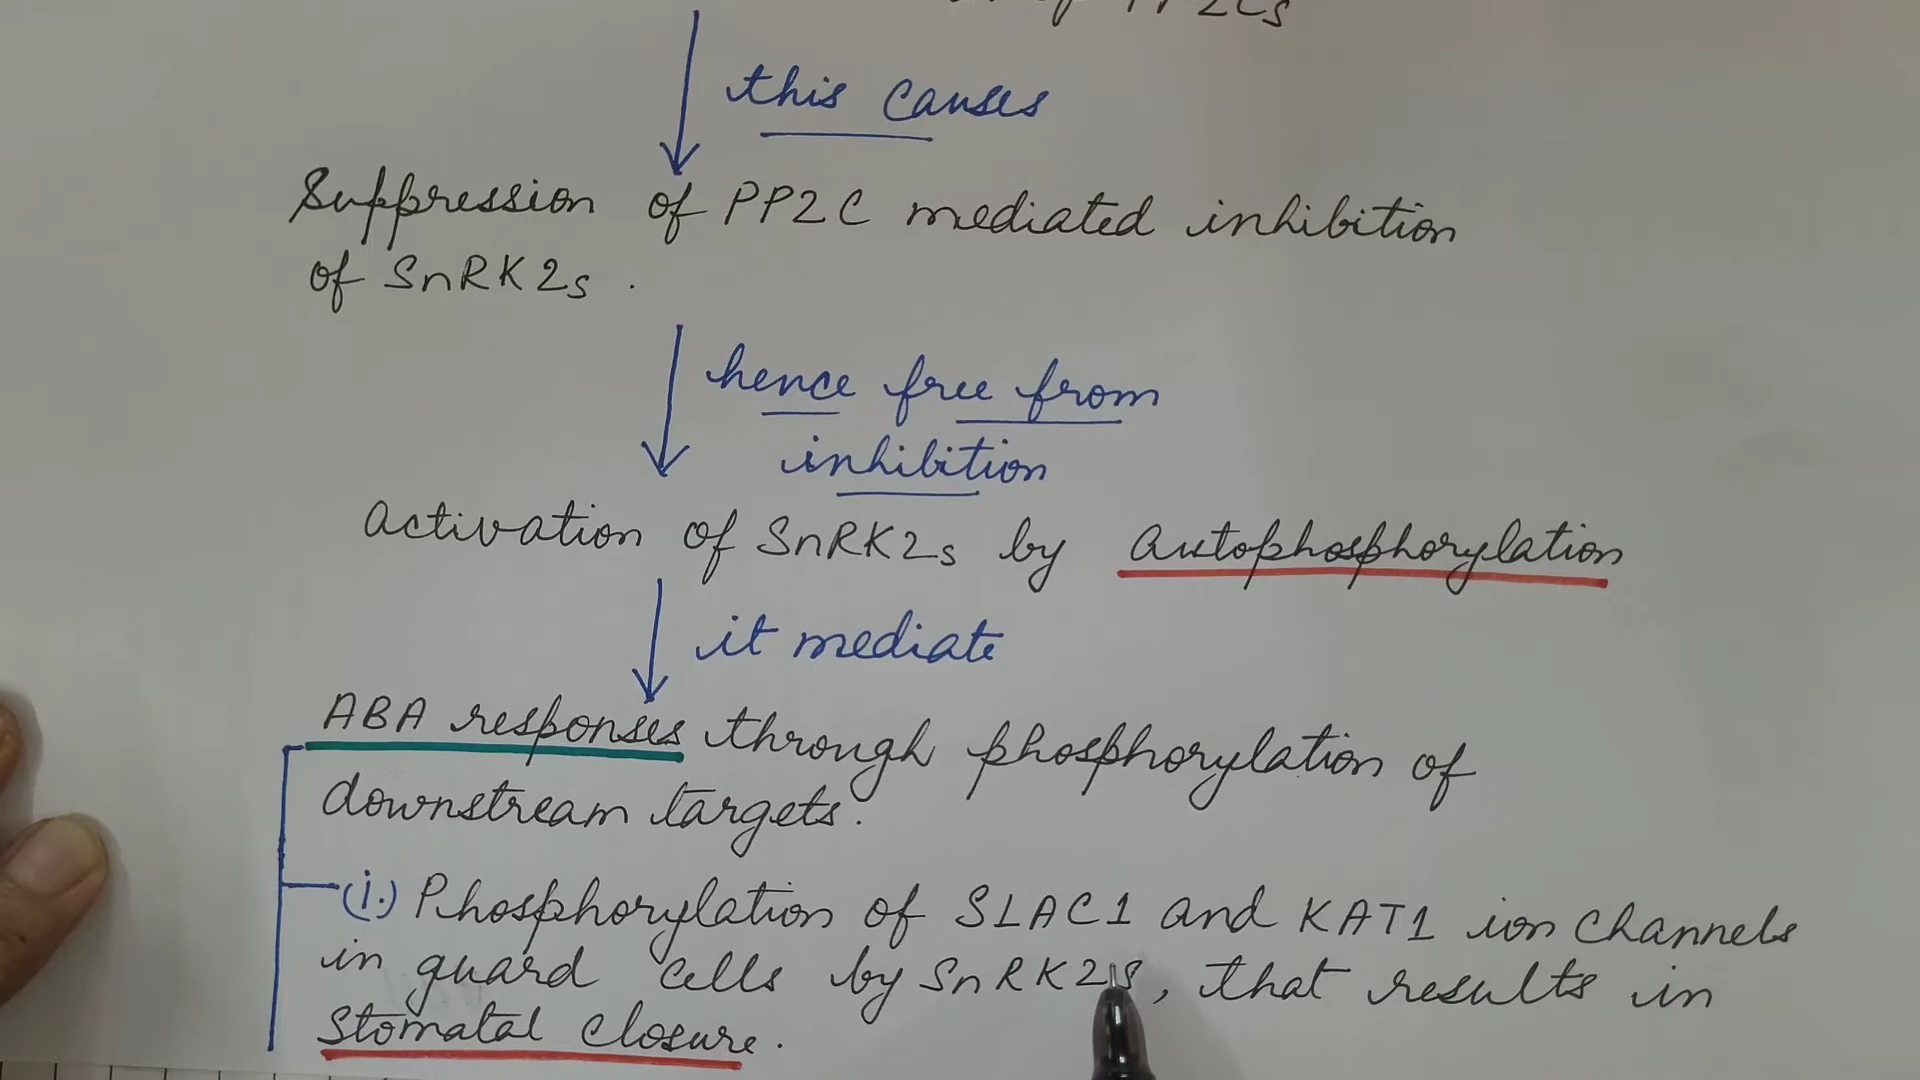 of PP2Cs
this causes
Suppression of PP2C mediated inhibition
of SnRK2s .
hence free from
inhibition
Activation of SnRK2s by Autophosphorylation
it mediate
ABA responses through phosphorylation of
downstream targets.
(i.) Phosphorylation of SLAC1 and KAT1 ion channels
in guard cells by SnRK2s, that results in
Stomatal closure.